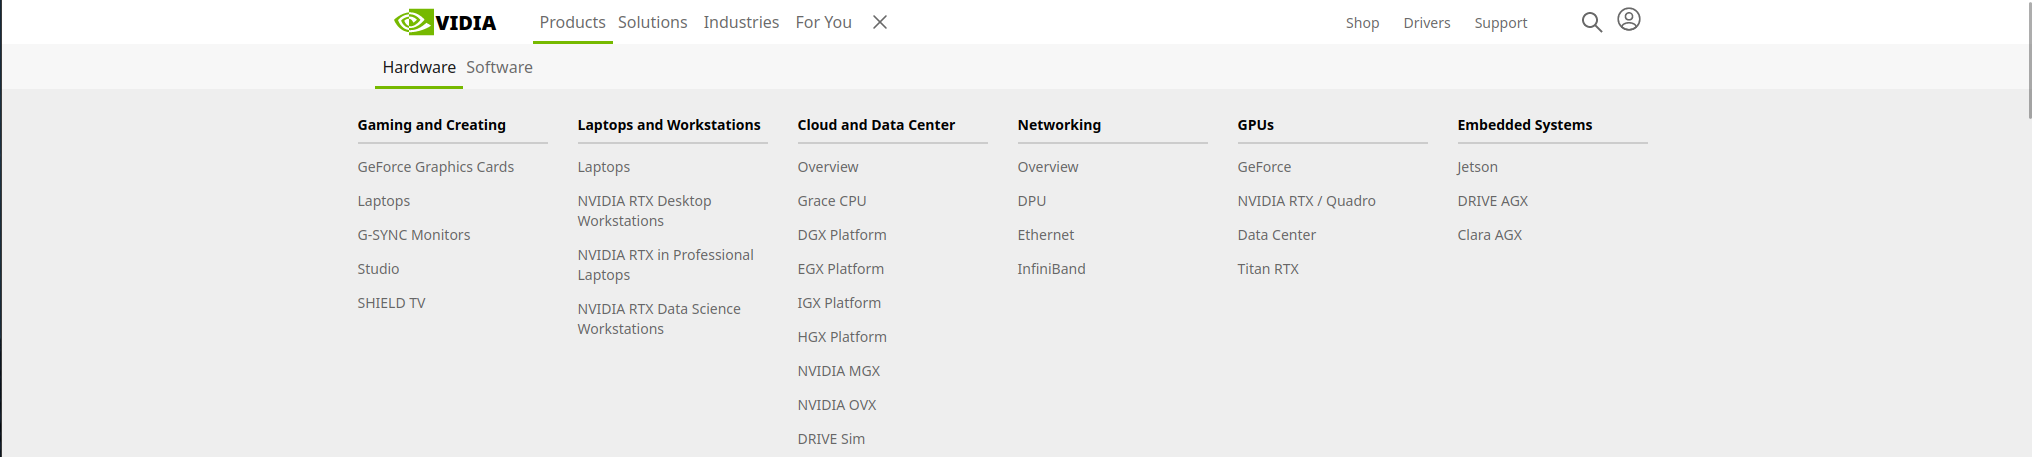 NVIDIA
Products Solutions Industries For You
Shop Drivers Support
Hardware Software
Gaming and Creating
GeForce Graphics Cards
Laptops
G-SYNC Monitors
Studio
SHIELD TV
Laptops and Workstations
Laptops
NVIDIA RTX Desktop
Workstations
NVIDIA RTX in Professional
Laptops
NVIDIA RTX Data Science
Workstations
Cloud and Data Center
Overview
Grace CPU
DGX Platform
EGX Platform
IGX Platform
HGX Platform
NVIDIA MGX
NVIDIA OVX
DRIVE Sim
Networking
Overview
DPU
Ethernet
InfiniBand
GPUs
GeForce
NVIDIA RTX / Quadro
Data Center
Titan RTX
Embedded Systems
Jetson
DRIVE AGX
Clara AGX